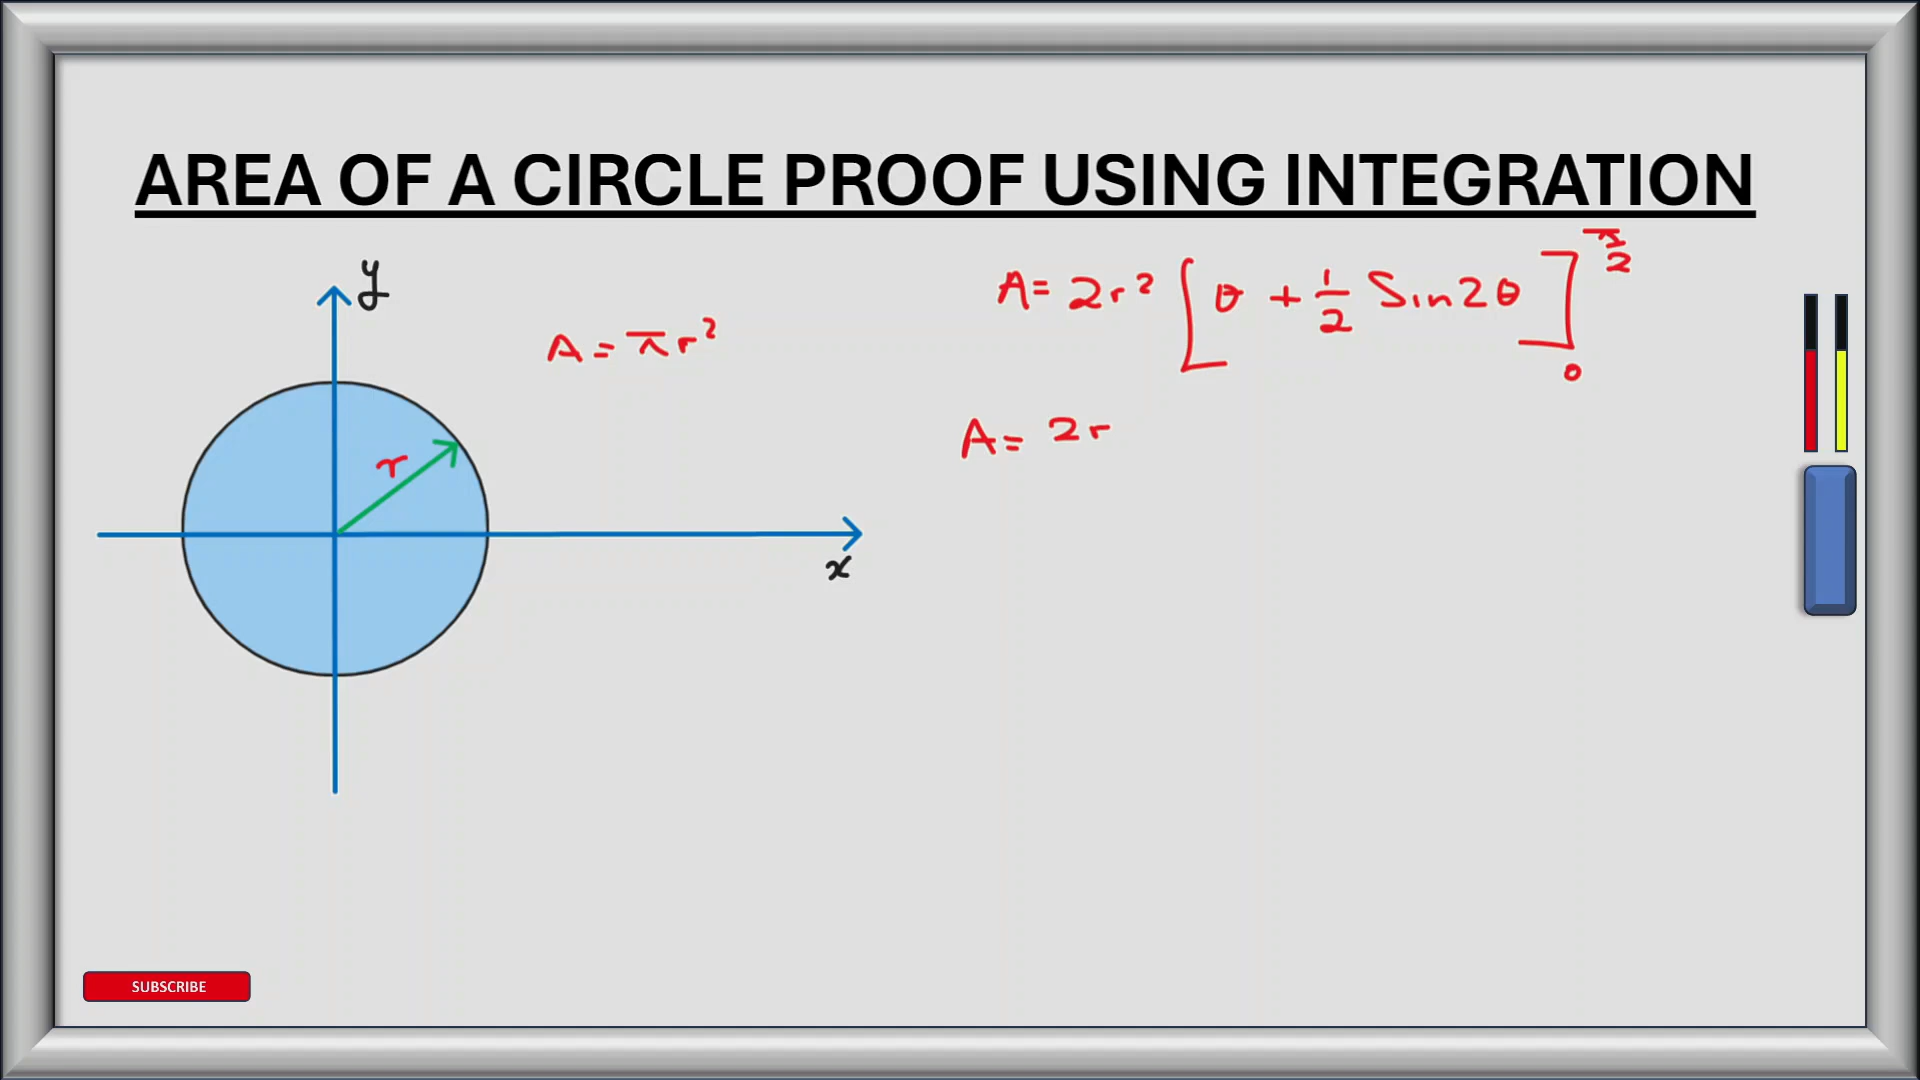 AREA OF A CIRCLE PROOF USING INTEGRATION
y
A = πr²
r
x
A = 2r² [θ + 1/2 Sin2θ]₀^π/2
A = 2r
SUBSCRIBE